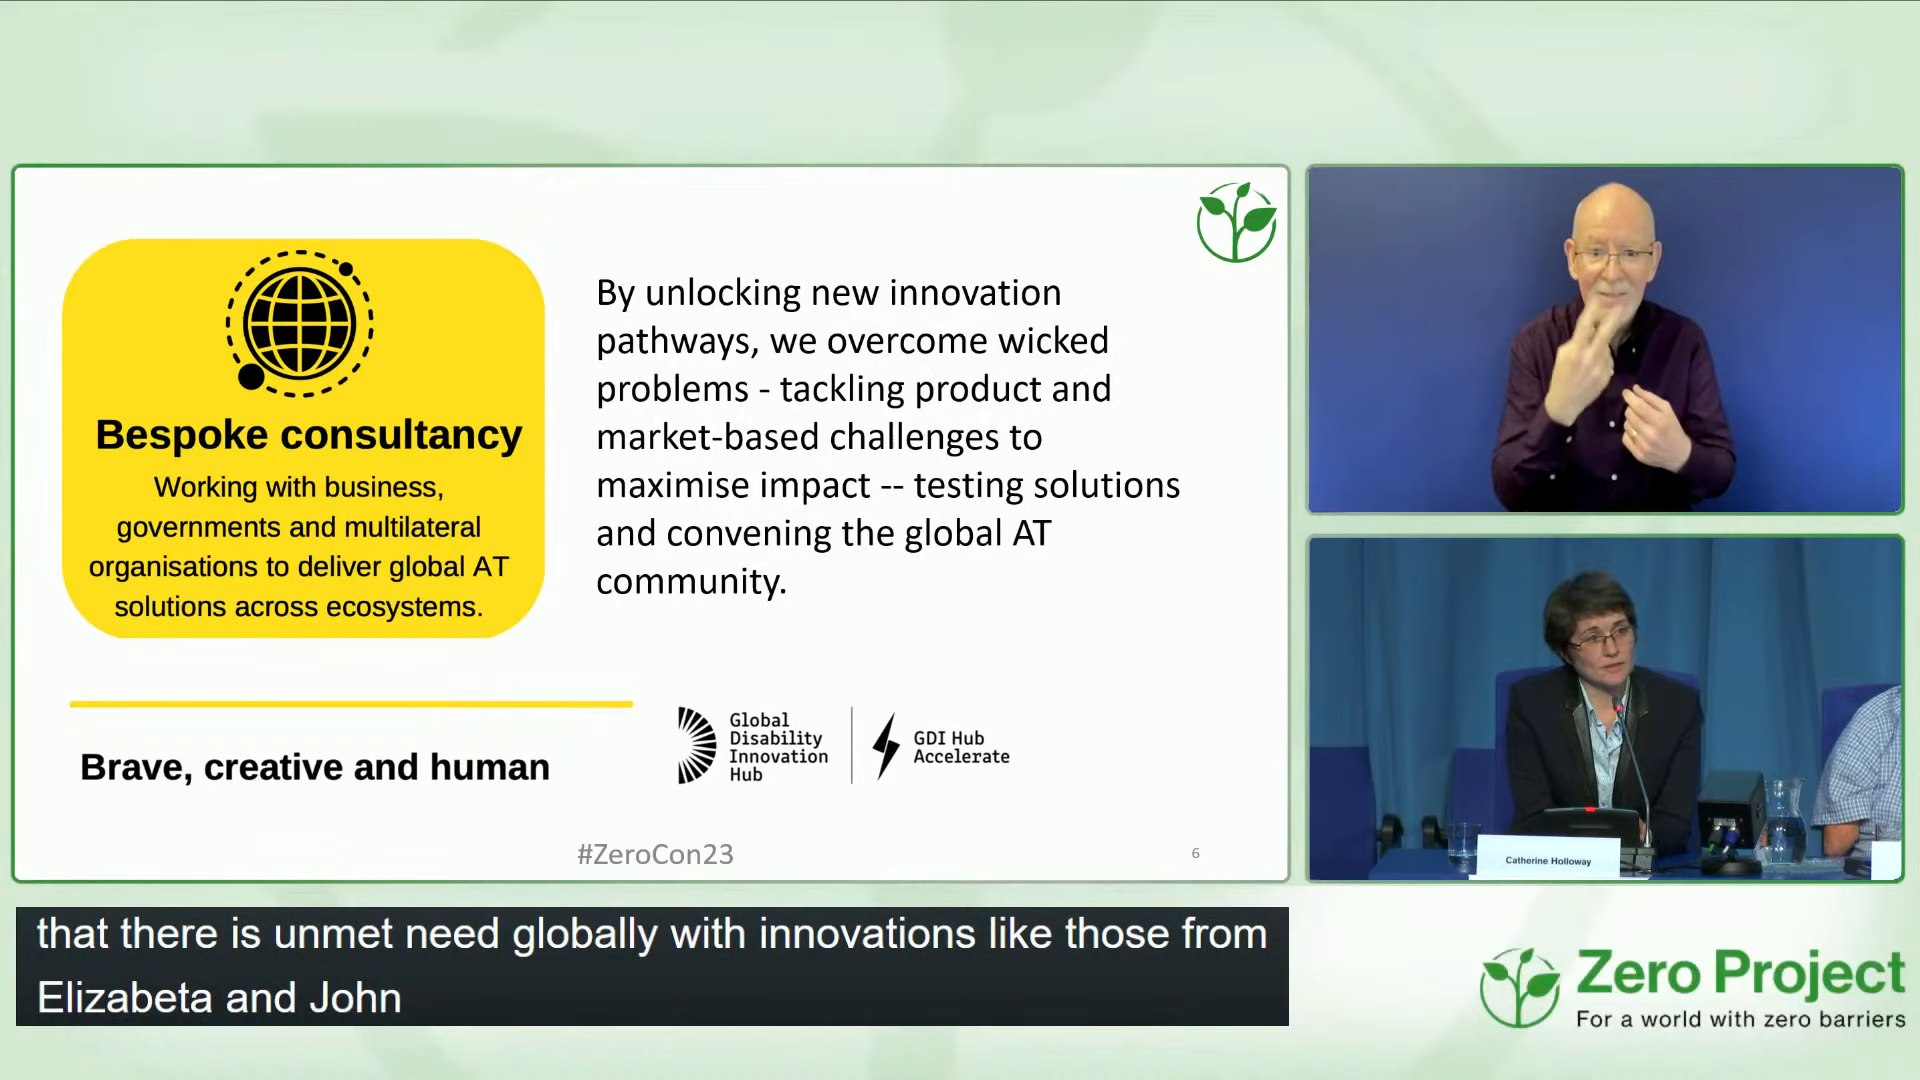 Bespoke consultancy
Working with business,
governments and multilateral
organisations to deliver global AT
solutions across ecosystems.
By unlocking new innovation
pathways, we overcome wicked
problems - tackling product and
market-based challenges to
maximise impact -- testing solutions
and convening the global AT
community.
Brave, creative and human
Global
Disability
Innovation
Hub
GDI Hub
Accelerate
#ZeroCon23
6
Catherine Holloway
that there is unmet need globally with innovations like those from
Elizabeta and John
Zero Project
For a world with zero barriers